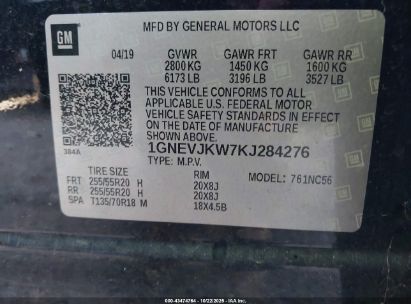 GM
MFD BY GENERAL MOTORS LLC
04/19 GVWR GAWR FRT GAWR RR
2800 KG 1450 KG 1600 KG
6173 LB 3196 LB 3527 LB
THIS VEHICLE CONFORMS TO ALL
APPLICABLE U.S. FEDERAL MOTOR
VEHICLE SAFETY STANDARDS IN EFFECT ON
THE DATE OF MANUFACTURE SHOWN ABOVE.
384A
1GNEVJKW7KJ284276
TYPE: M.P.V.
TIRE SIZE RIM MODEL: 761NC56
FRT 255/55R20 H 20X8J
RR 255/55R20 H 20X8J
SPA T135/70R18 M 18X4.5B